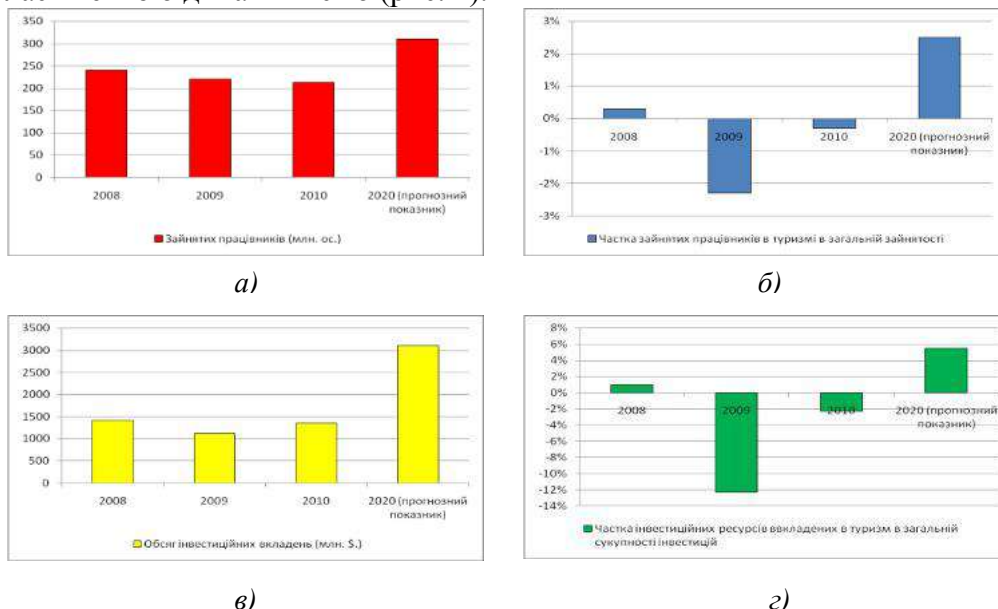 (рис.
350
300
250
200
150
100
50
0
2008
2009
2010
2020 (прогнозний
показник)
Зайнятих працівників (млн. ос.)
а)
3%
2%
1%
0%
-1%
-2%
-3%
2008
2009
2010
2020 (прогнозний
показник)
Частка зайнятих працівників в туризмі в загальній зайнятості
б)
3500
3000
2500
2000
1500
1000
500
0
2008
2009
2010
2020 (прогнозний
показник)
Обсяг інвестиційних вкладень (млн. $.)
в)
8%
6%
4%
2%
0%
-2%
-4%
-6%
-8%
-10%
-12%
-14%
2008
2009
2010
2020 (прогнозний
показник)
Частка інвестиційних ресурсів ввкладених в туризм в загальній
сукупності інвестицій
г)